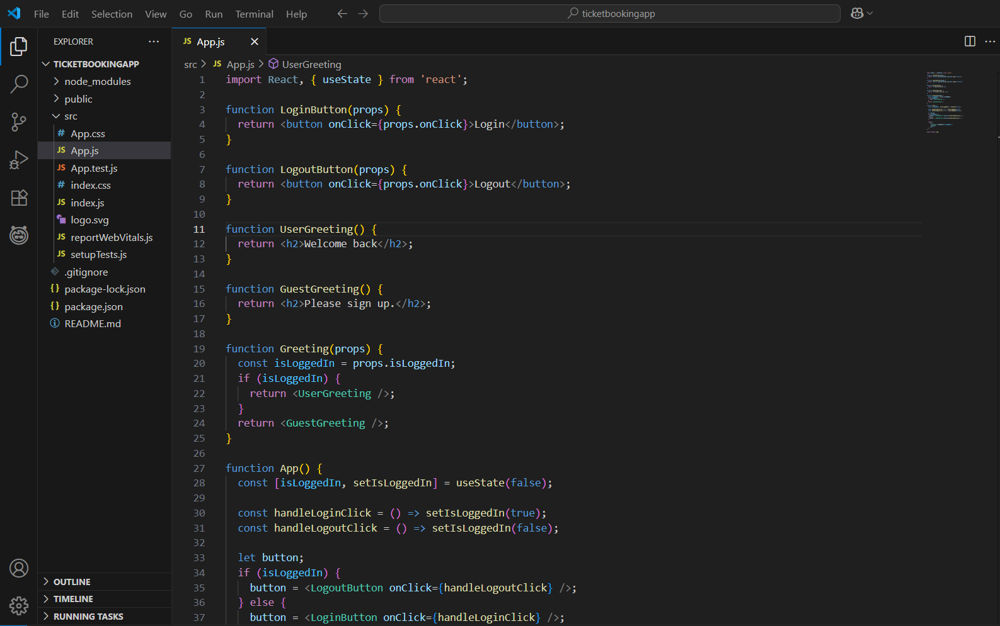 File Edit Selection View Go Run Terminal Help
ticketbookingapp
EXPLORER
TICKETBOOKINGAPP
node_modules
public
src
# App.css
JS App.js
JS App.test.js
# index.css
JS index.js
logo.svg
JS reportWebVitals.js
JS setupTests.js
.gitignore
{} package-lock.json
{} package.json
README.md
OUTLINE
TIMELINE
RUNNING TASKS
JS App.js
src > JS App.js > UserGreeting
1 import React, { useState } from 'react';
2
3 function LoginButton(props) {
4 return <button onClick={props.onClick}>Login</button>;
5 }
6
7 function LogoutButton(props) {
8 return <button onClick={props.onClick}>Logout</button>;
9 }
10
11 function UserGreeting() {
12 return <h2>Welcome back</h2>;
13 }
14
15 function GuestGreeting() {
16 return <h2>Please sign up.</h2>;
17 }
18
19 function Greeting(props) {
20 const isLoggedIn = props.isLoggedIn;
21 if (isLoggedIn) {
22 return <UserGreeting />;
23 }
24 return <GuestGreeting />;
25 }
26
27 function App() {
28 const [isLoggedIn, setIsLoggedIn] = useState(false);
29
30 const handleLoginClick = () => setIsLoggedIn(true);
31 const handleLogoutClick = () => setIsLoggedIn(false);
32
33 let button;
34 if (isLoggedIn) {
35 button = <LogoutButton onClick={handleLogoutClick} />;
36 } else {
37 button = <LoginButton onClick={handleLoginClick} />;